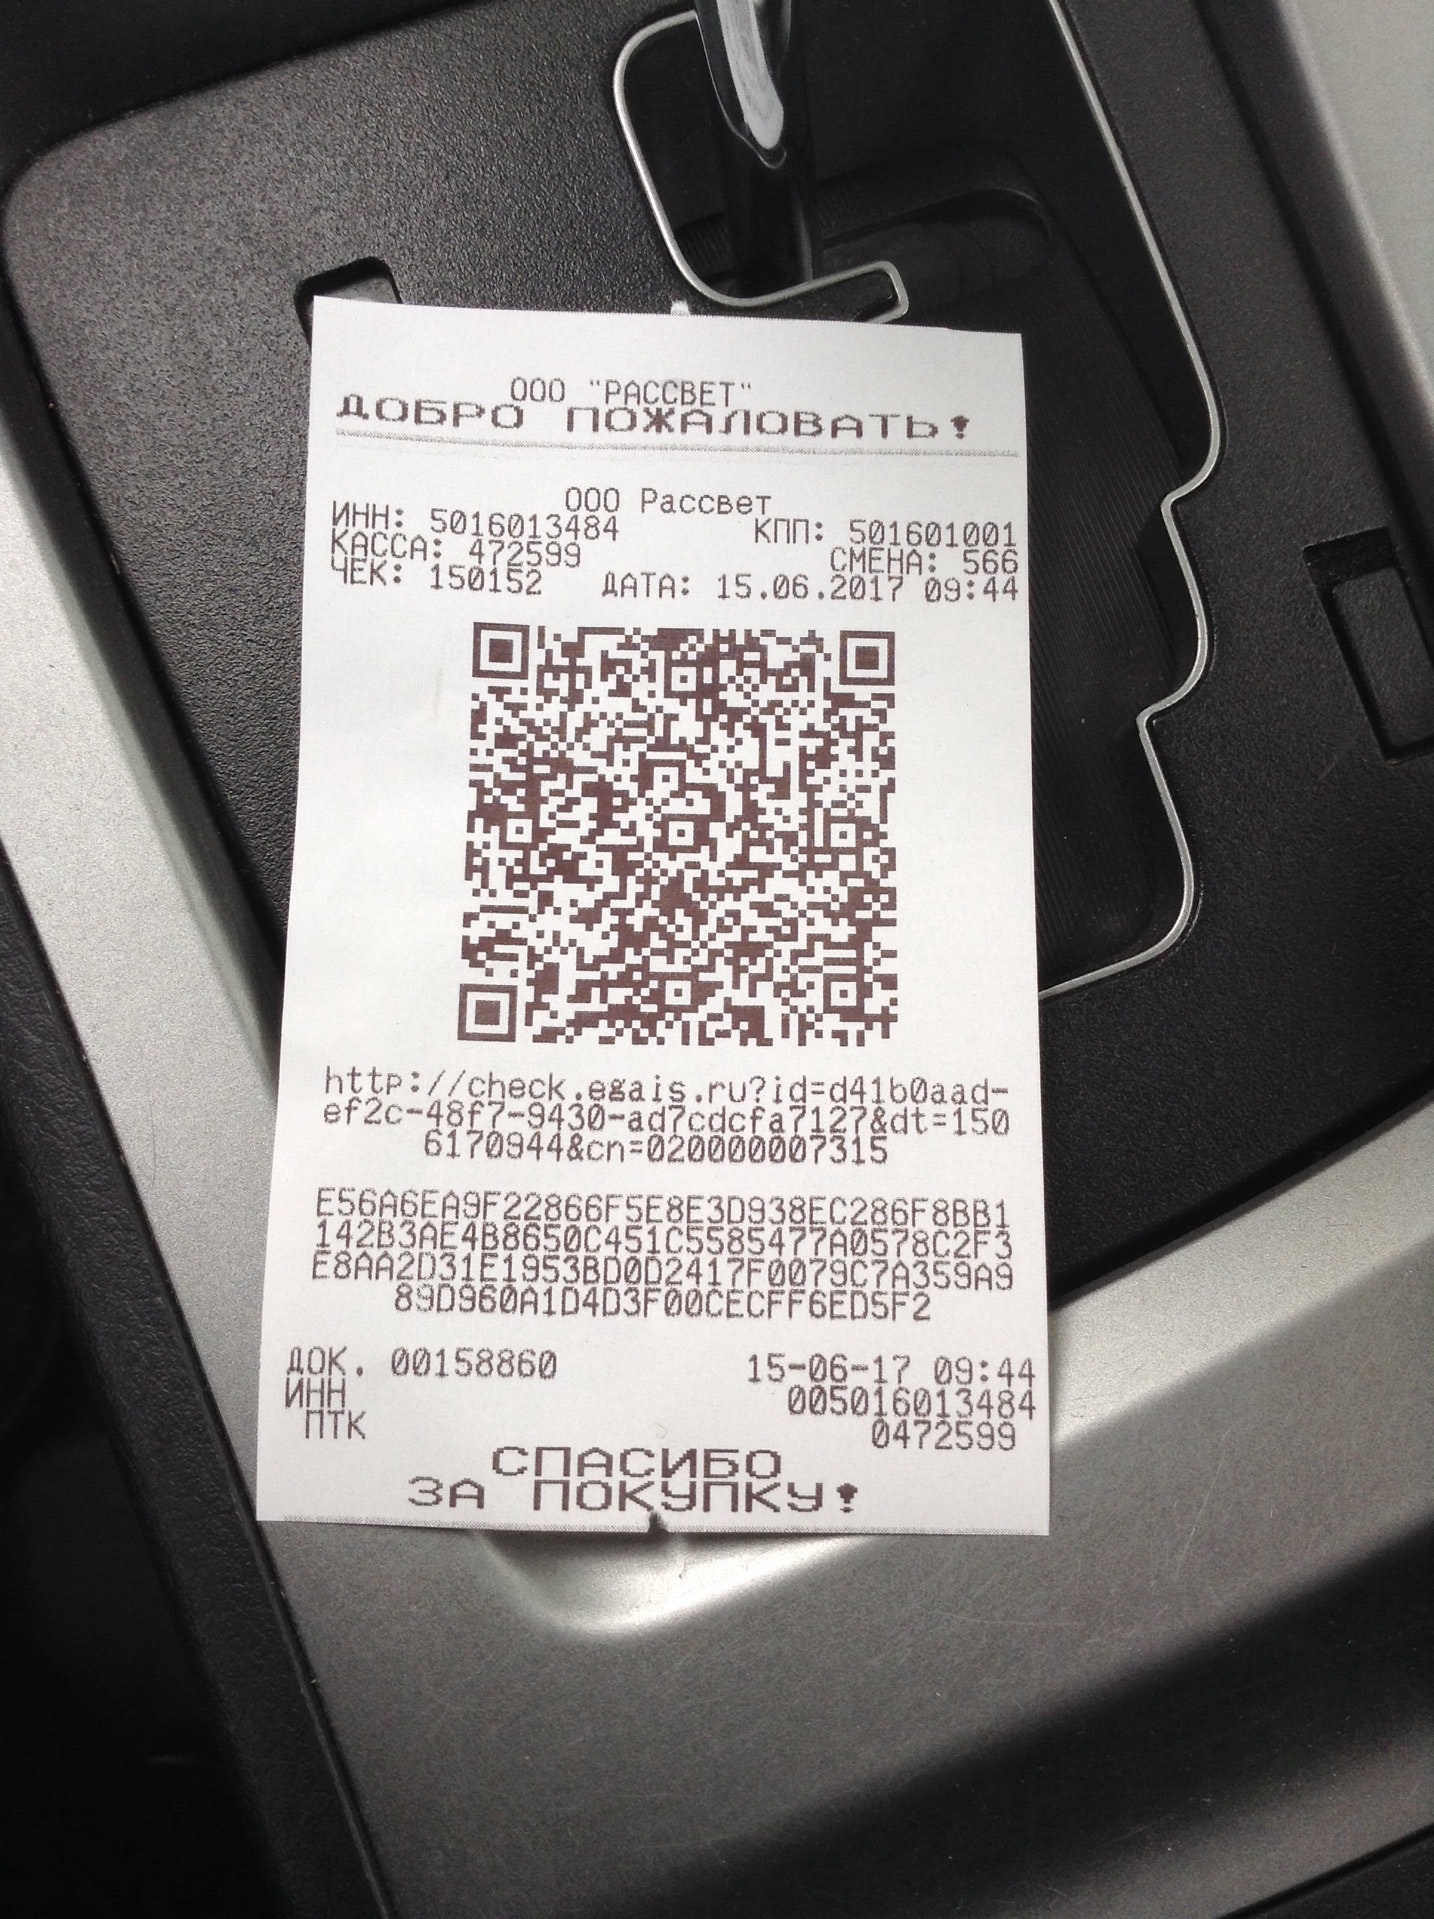 ООО "РАССВЕТ"
ДОБРО ПОЖАЛОВАТЬ!
ООО Рассвет
ИНН: 5016013484 КПП: 501601001
КАССА: 472599 СМЕНА: 566
ЧЕК: 150152 ДАТА: 15.06.2017 09:44
http://check.egais.ru?id=d41b0aad-
ef2c-48f7-9430-ad7cdcfa7127&dt=150
6170944&cn=020000007315
E56A6EA9F22866F5E8E3D938EC286F8BB1
142B3AE4B8650C451C5585477A0578C2F3
E8AA2D31E1953BD0D2417F0079C7A359A9
89D960A1D4D3F00CECFF6ED5F2
ДОК. 00158860 15-06-17 09:44
ИНН 005016013484
ПТК 0472599
СПАСИБО
ЗА ПОКУПКУ!